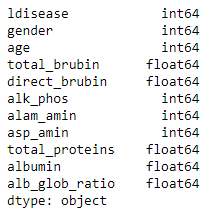 ldisease int64
gender int64
age int64
total_brubin float64
direct_brubin float64
alk_phos int64
alam_amin int64
asp_amin int64
total_proteins float64
albumin float64
alb_glob_ratio float64
dtype: object